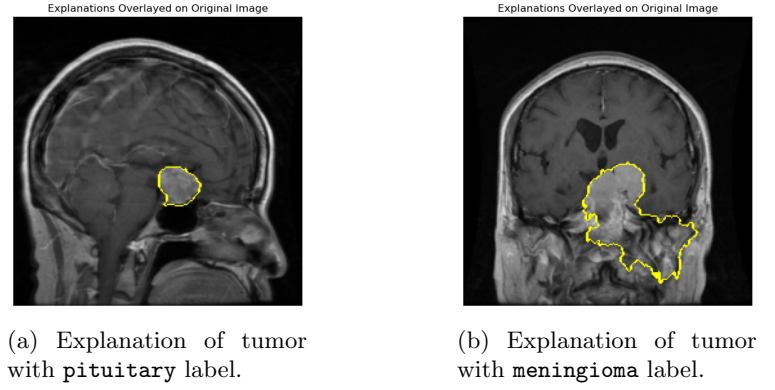 Explanations Overlayed on Original Image
Explanations Overlayed on Original Image
(a) Explanation of tumor
with pituitary label.
(b) Explanation of tumor
with meningioma label.